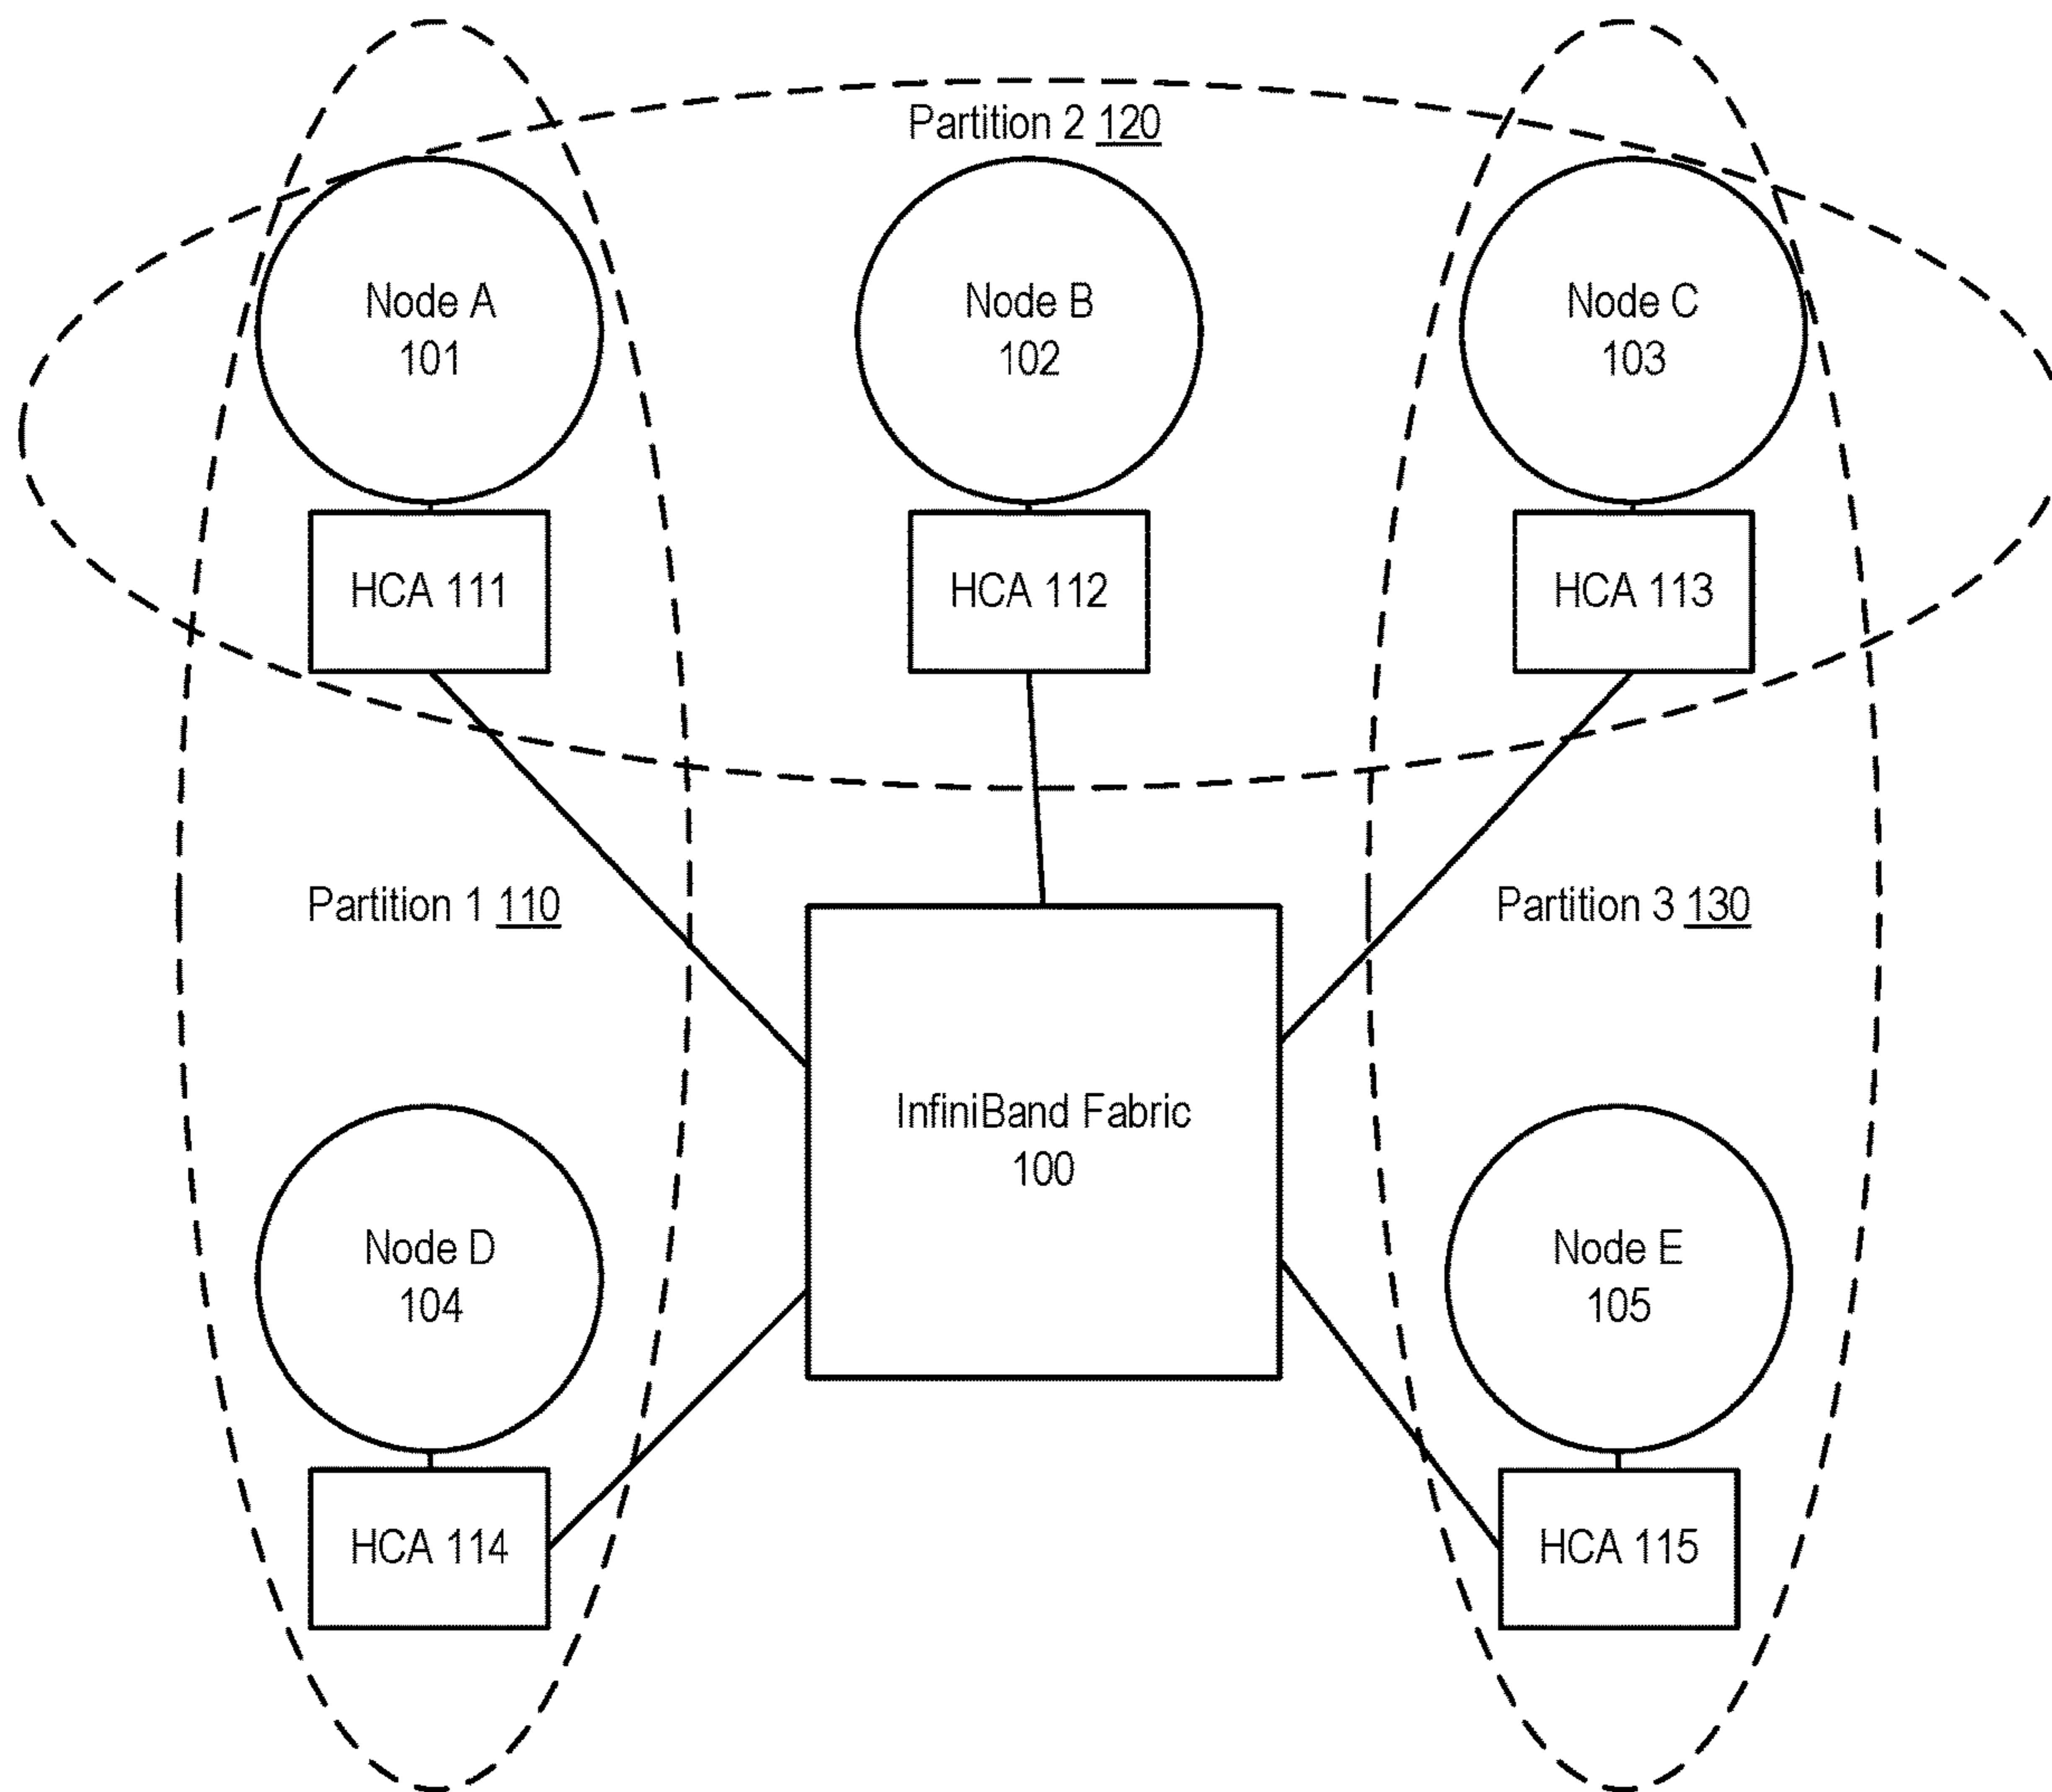 Partition 2 120
Node A
101
Node B
102
Node C
103
HCA 111
HCA 112
HCA 113
Partition 1 110
Partition 3 130
InfiniBand Fabric
100
Node D
104
Node E
105
HCA 114
HCA 115